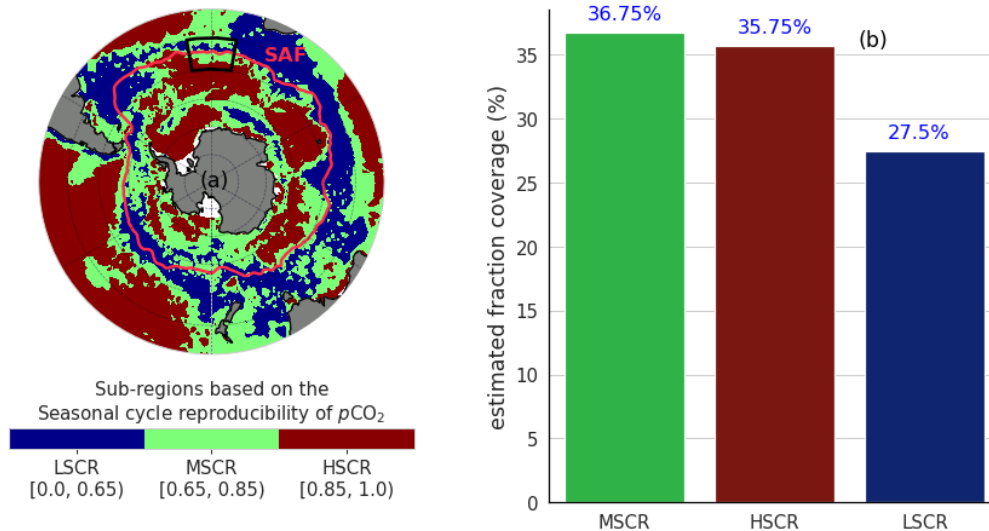 SAF
(a)
Sub-regions based on the
Seasonal cycle reproducibility of pCO₂
LSCR MSCR HSCR
[0.0, 0.65) [0.65, 0.85) [0.85, 1.0)
36.75%
35.75%
(b)
27.5%
estimated fraction coverage (%)
35
30
25
20
15
10
5
0
MSCR HSCR LSCR